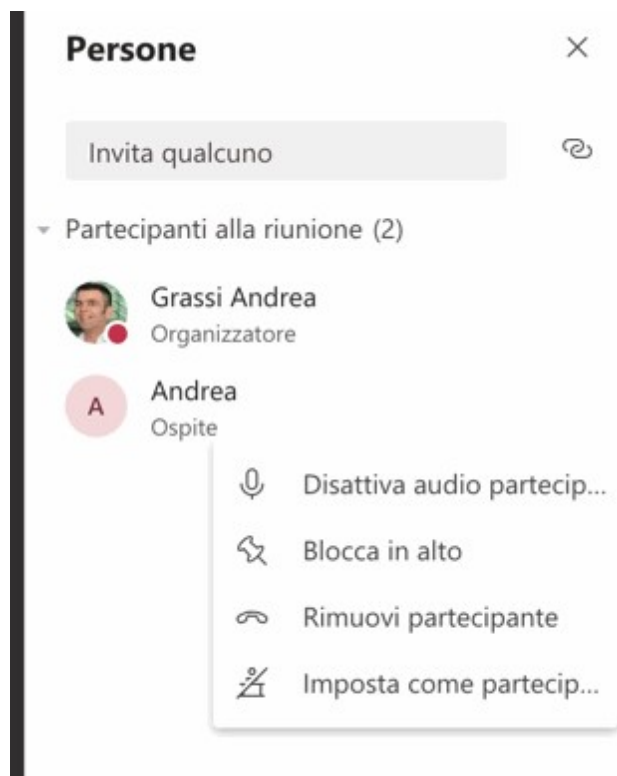 Persone
Invita qualcuno
Partecipanti alla riunione (2)
Grassi Andrea
Organizzatore
A
Andrea
Ospite
Disattiva audio partecip...
Blocca in alto
Rimuovi partecipante
Imposta come partecip...